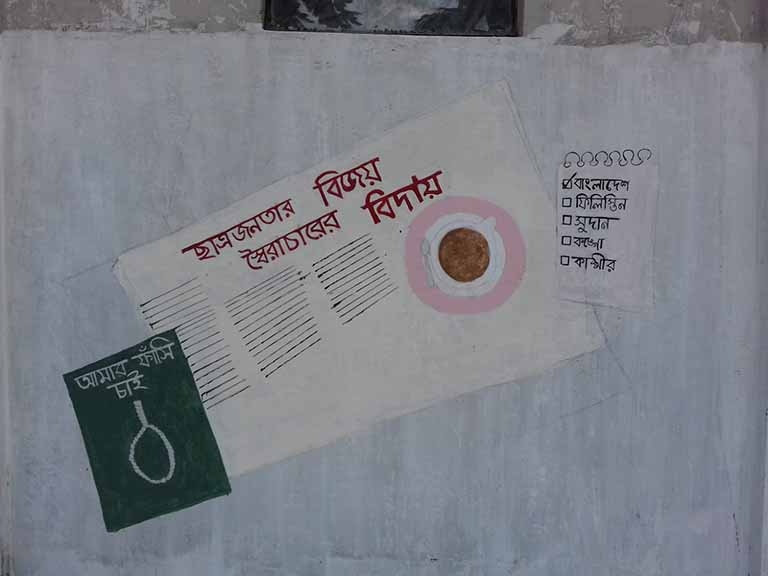 ছাত্রজনতার বিজয়
স্বৈরাচারের বিদায়
বাংলাদেশ
ফিলিস্তিন
সুদান
কঙ্গো
কাশ্মীর
আমার ফাঁসি
চাই